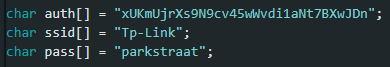 char auth[] = "xUKmUjrXs9N9cv45wWvdi1aNt7BXwJDn";
char ssid[] = "Tp-Link";
char pass[] = "parkstraat";